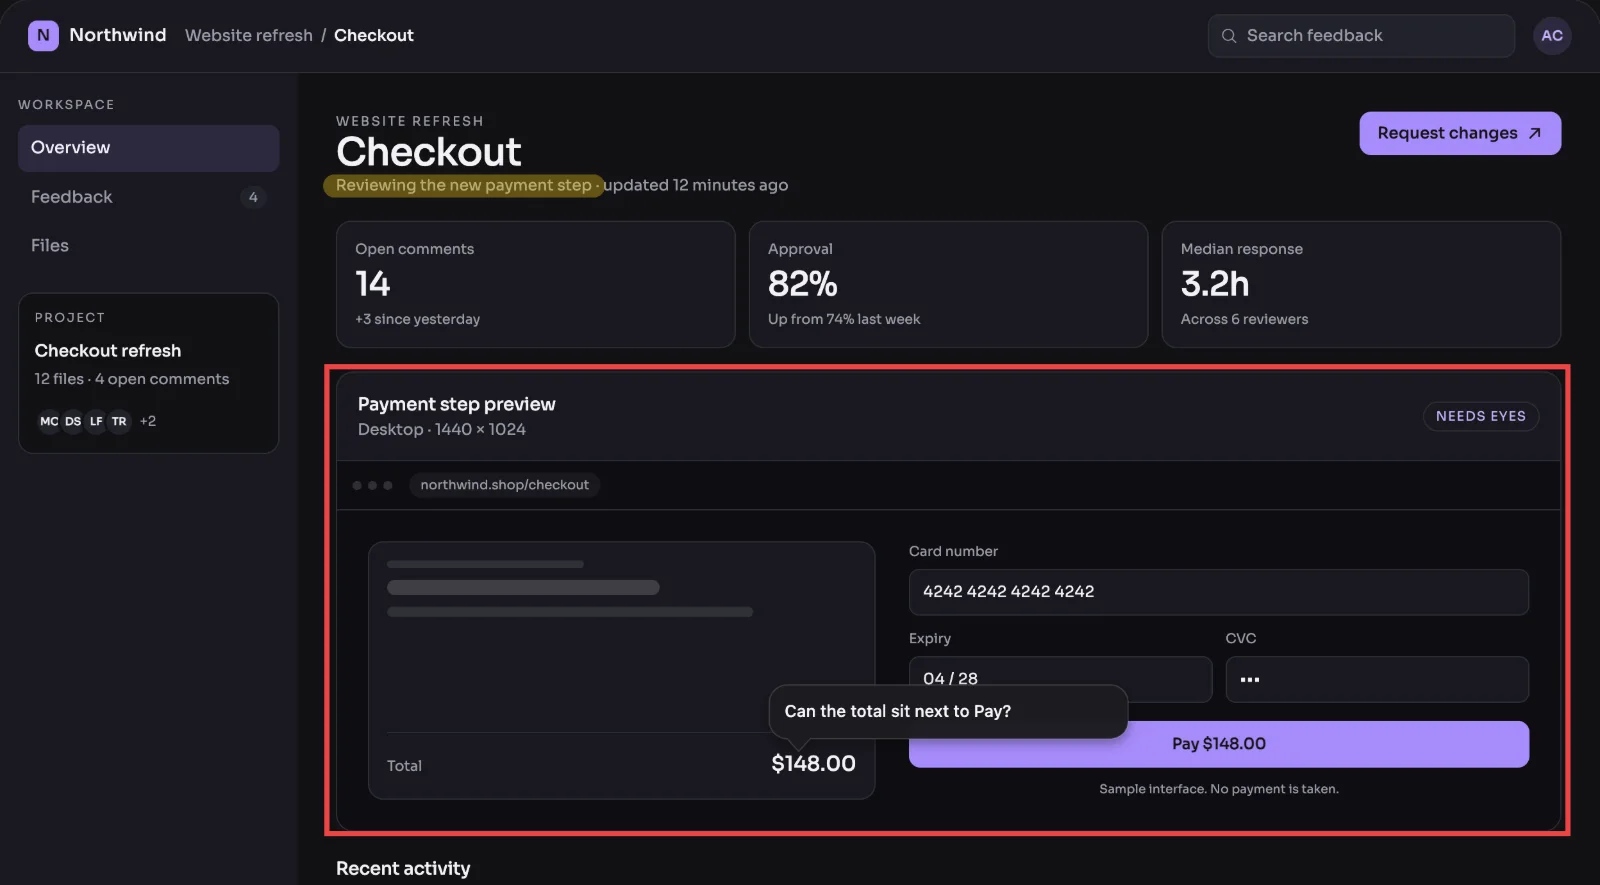 N Northwind Website refresh / Checkout
Search feedback
AC
WORKSPACE
Overview
Feedback 4
Files
PROJECT
Checkout refresh
12 files · 4 open comments
MC DS LF TR +2
WEBSITE REFRESH
Checkout
Reviewing the new payment step · updated 12 minutes ago
Request changes ↗
Open comments
14
+3 since yesterday
Approval
82%
Up from 74% last week
Median response
3.2h
Across 6 reviewers
Payment step preview
Desktop · 1440 × 1024
NEEDS EYES
northwind.shop/checkout
Total $148.00
Can the total sit next to Pay?
Card number
4242 4242 4242 4242
Expiry
04 / 28
CVC
•••
Pay $148.00
Sample interface. No payment is taken.
Recent activity